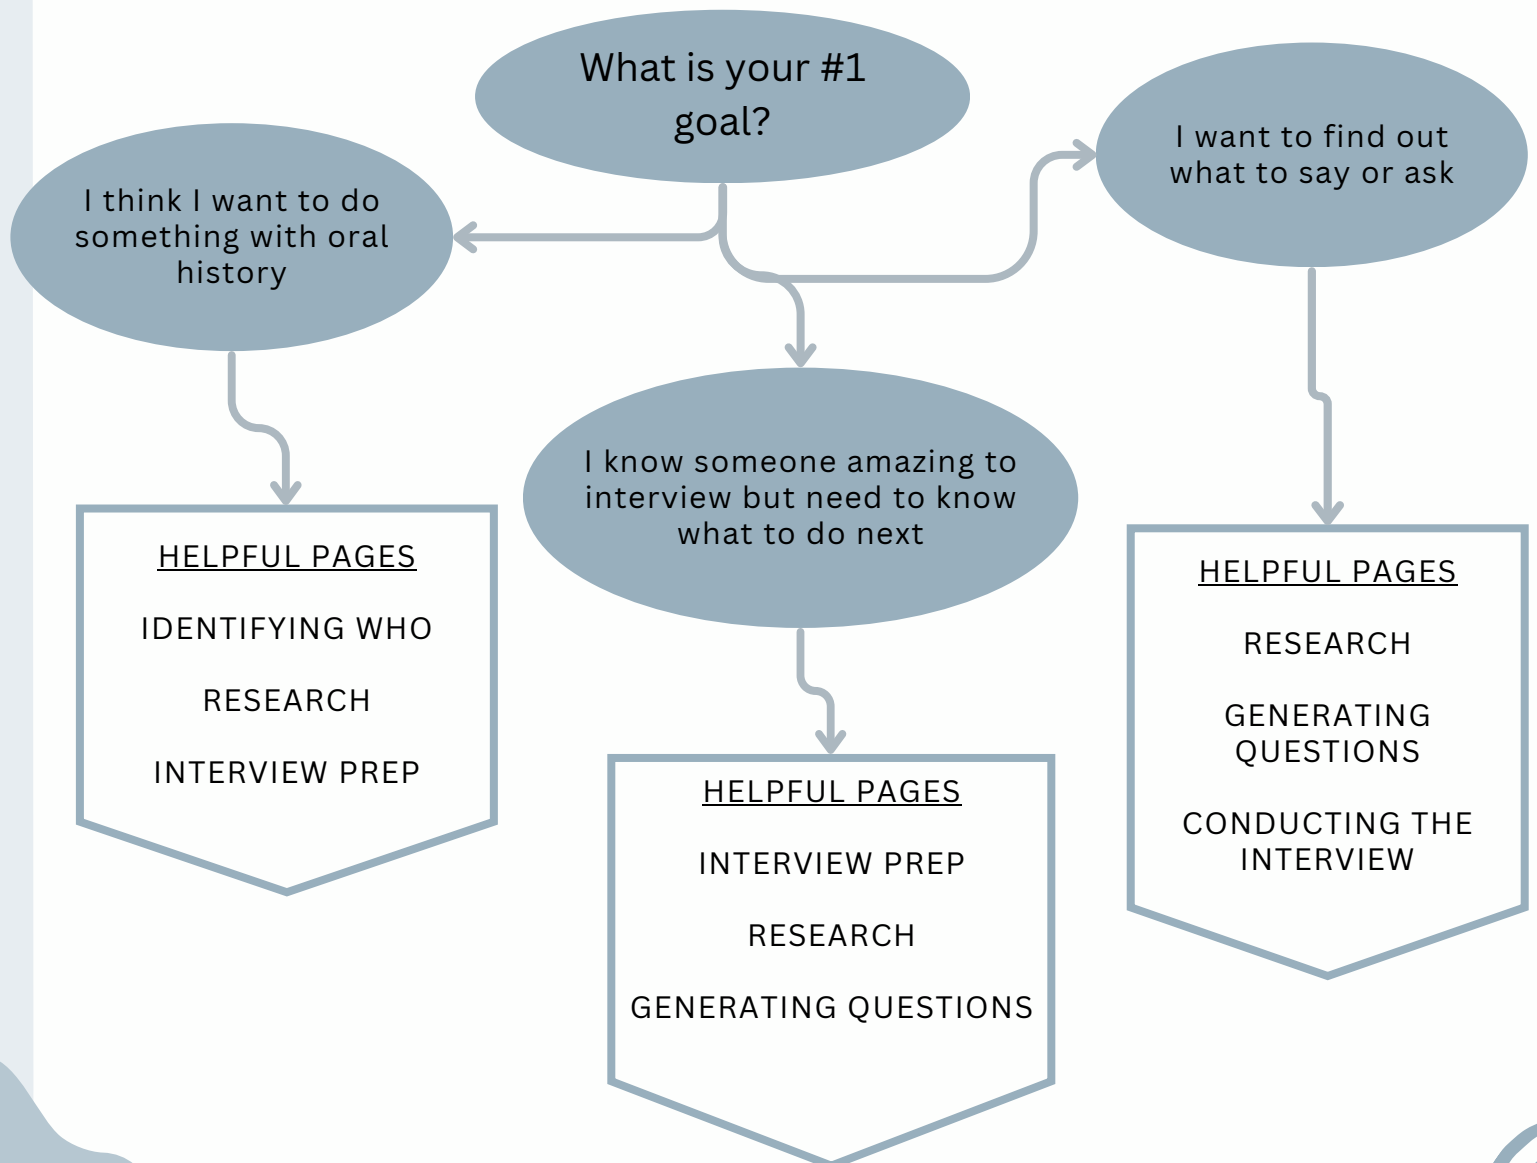 What is your #1
goal?
I think I want to do
something with oral
history
I want to find out
what to say or ask
I know someone amazing to
interview but need to know
what to do next
HELPFUL PAGES
IDENTIFYING WHO
RESEARCH
INTERVIEW PREP
HELPFUL PAGES
INTERVIEW PREP
RESEARCH
GENERATING QUESTIONS
HELPFUL PAGES
RESEARCH
GENERATING
QUESTIONS
CONDUCTING THE
INTERVIEW